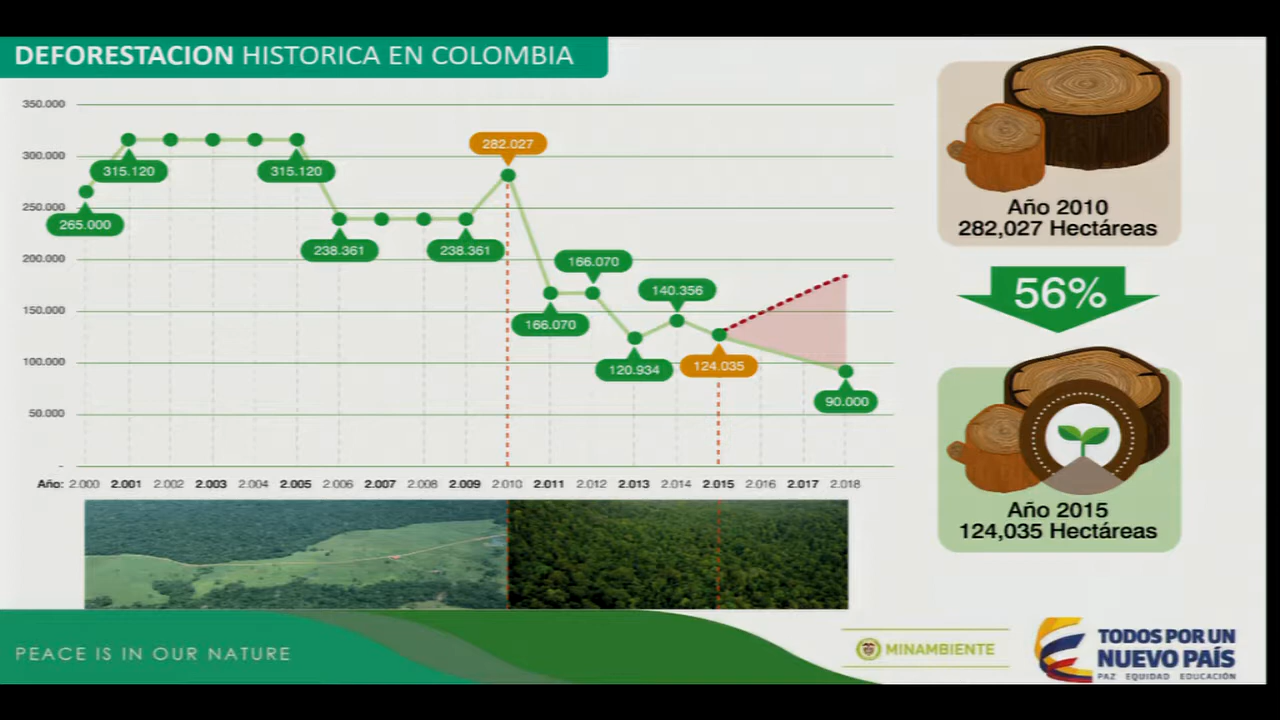 DEFORESTACION HISTORICA EN COLOMBIA
350.000
300.000
250.000
200.000
150.000
100.000
50.000
-
265.000
315.120
315.120
238.361
238.361
282.027
166.070
166.070
120.934
140.356
124.035
90.000
Año: 2.000 2.001 2.002 2.003 2.004 2.005 2.006 2.007 2.008 2.009 2.010 2.011 2.012 2.013 2.014 2.015 2.016 2.017 2.018
Año 2010
282,027 Hectáreas
56%
Año 2015
124,035 Hectáreas
PEACE IS IN OUR NATURE
MINAMBIENTE
TODOS POR UN
NUEVO PAÍS
PAZ EQUIDAD EDUCACIÓN